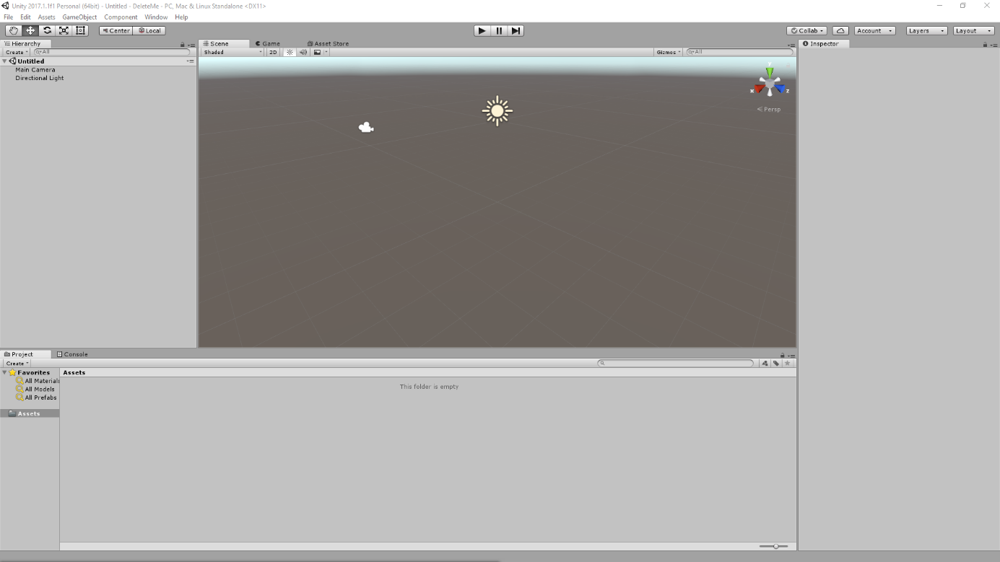 Unity 2017.1.1f1 Personal (64bit) - Untitled - DeleteMe - PC, Mac & Linux Standalone <DX11>
File Edit Assets GameObject Component Window Help
Center Local Collab Account Layers Layout
Hierarchy Scene Game Asset Store Inspector
Create All Shaded 2D Gizmos All
Untitled
Main Camera
Directional Light
y
x z
Persp
Project Console
Create
Favorites Assets
All Materials
This folder is empty
All Models
All Prefabs
Assets